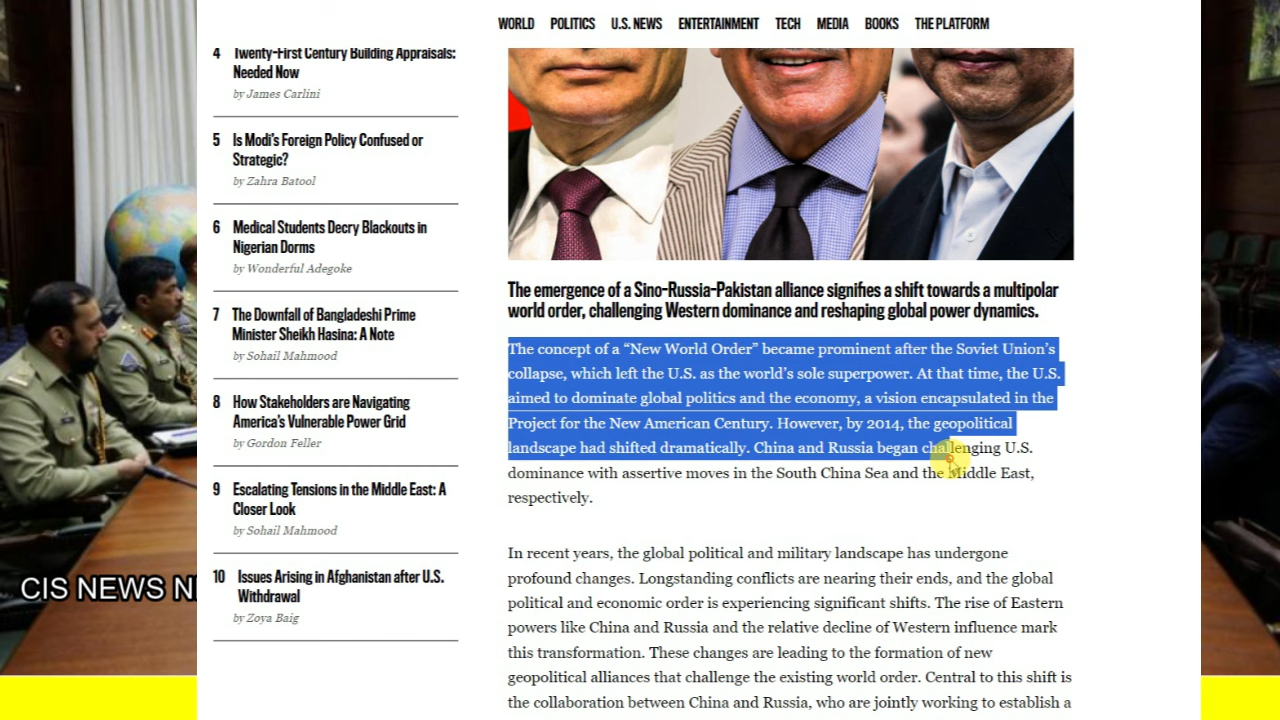 WORLD POLITICS U.S. NEWS ENTERTAINMENT TECH MEDIA BOOKS THE PLATFORM
4 Twenty-First Century Building Appraisals:
Needed Now
by James Carlini
5 Is Modi's Foreign Policy Confused or
Strategic?
by Zahra Batool
6 Medical Students Decry Blackouts in
Nigerian Dorms
by Wonderful Adegoke
7 The Downfall of Bangladeshi Prime
Minister Sheikh Hasina: A Note
by Sohail Mahmood
8 How Stakeholders are Navigating
America's Vulnerable Power Grid
by Gordon Feller
9 Escalating Tensions in the Middle East: A
Closer Look
by Sohail Mahmood
10 Issues Arising in Afghanistan after U.S.
Withdrawal
by Zoya Baig
The emergence of a Sino-Russia-Pakistan alliance signifies a shift towards a multipolar
world order, challenging Western dominance and reshaping global power dynamics.
The concept of a “New World Order” became prominent after the Soviet Union’s
collapse, which left the U.S. as the world’s sole superpower. At that time, the U.S.
aimed to dominate global politics and the economy, a vision encapsulated in the
Project for the New American Century. However, by 2014, the geopolitical
landscape had shifted dramatically. China and Russia began challenging U.S.
dominance with assertive moves in the South China Sea and the Middle East,
respectively.
In recent years, the global political and military landscape has undergone
profound changes. Longstanding conflicts are nearing their ends, and the global
political and economic order is experiencing significant shifts. The rise of Eastern
powers like China and Russia and the relative decline of Western influence mark
this transformation. These changes are leading to the formation of new
geopolitical alliances that challenge the existing world order. Central to this shift is
the collaboration between China and Russia, who are jointly working to establish a
CIS NEWS N